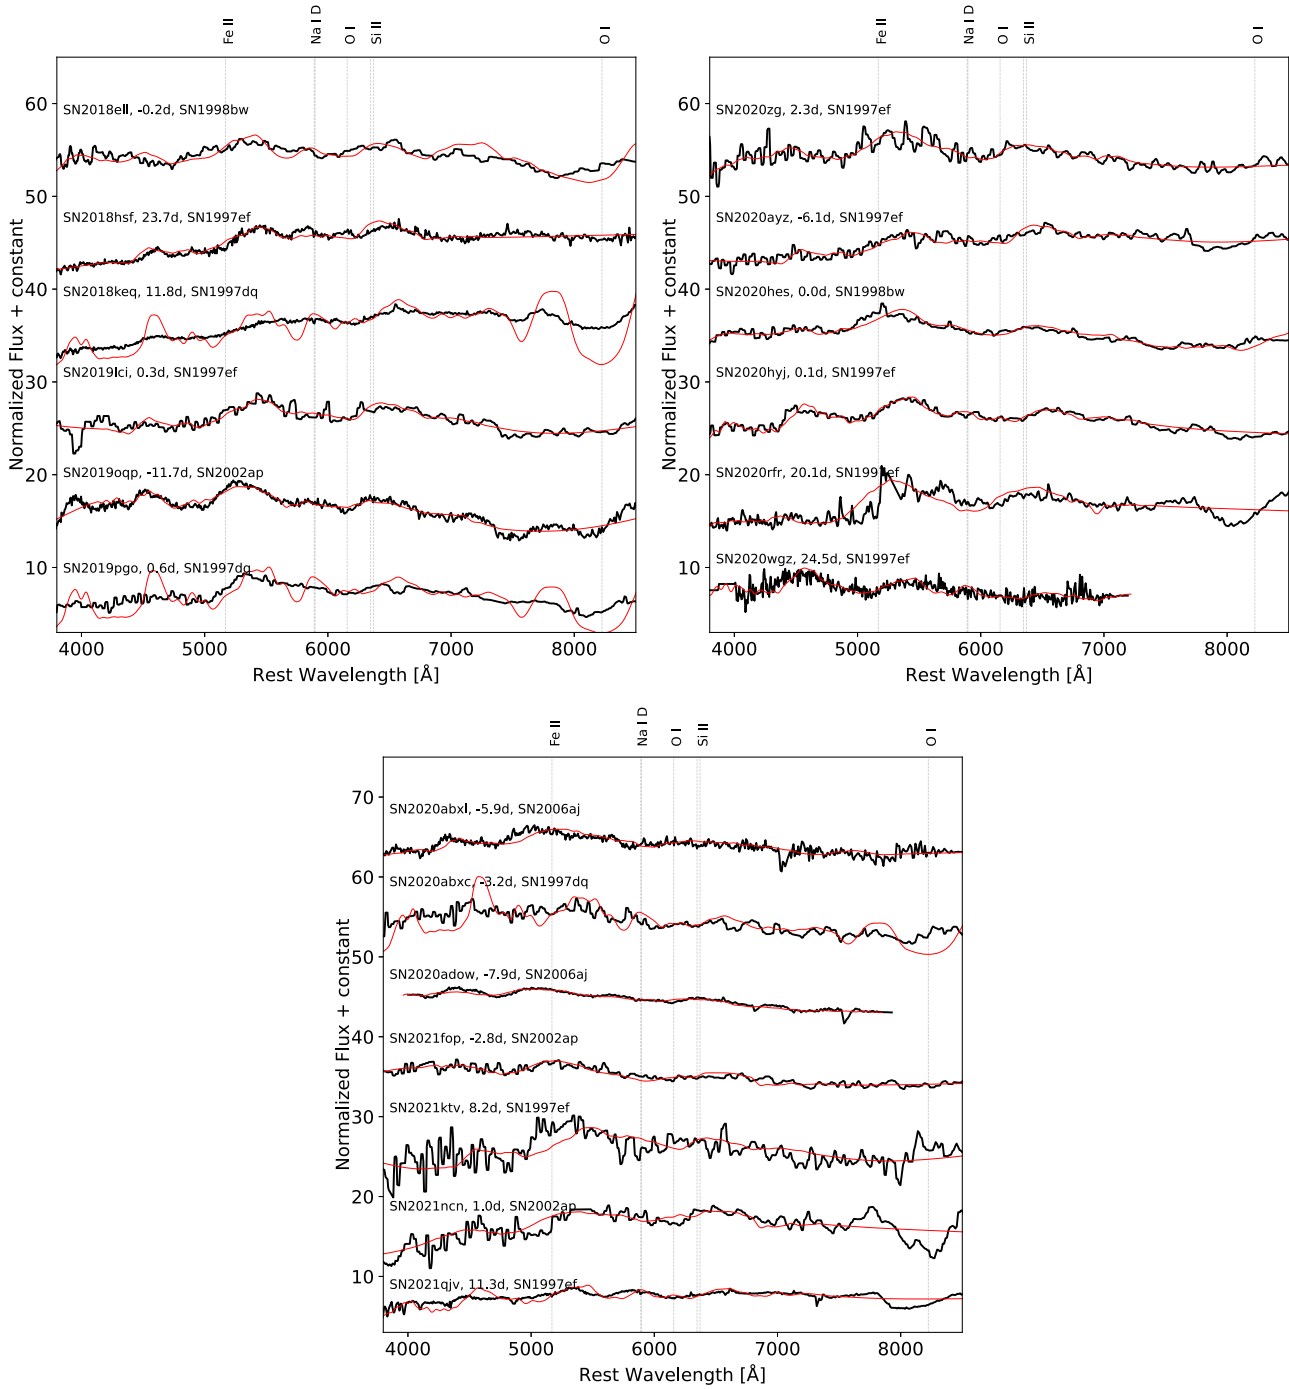 Fe II
Na I D
O I
Si II
O I
Normalized Flux + constant
60
50
40
30
20
10
SN2018ell, -0.2d, SN1998bw
SN2018hsf, 23.7d, SN1997ef
SN2018keq, 11.8d, SN1997dq
SN2019lci, 0.3d, SN1997ef
SN2019oqp, -11.7d, SN2002ap
SN2019pgo, 0.6d, SN1997dq
4000 5000 6000 7000 8000
Rest Wavelength [Å]
Fe II
Na I D
O I
Si II
O I
Normalized Flux + constant
60
50
40
30
20
10
SN2020zg, 2.3d, SN1997ef
SN2020ayz, -6.1d, SN1997ef
SN2020hes, 0.0d, SN1998bw
SN2020hyj, 0.1d, SN1997ef
SN2020rfr, 20.1d, SN1997ef
SN2020wgz, 24.5d, SN1997ef
4000 5000 6000 7000 8000
Rest Wavelength [Å]
Fe II
Na I D
O I
Si II
O I
Normalized Flux + constant
70
60
50
40
30
20
10
SN2020abxl, -5.9d, SN2006aj
SN2020abxc, -3.2d, SN1997dq
SN2020adow, -7.9d, SN2006aj
SN2021fop, -2.8d, SN2002ap
SN2021ktv, 8.2d, SN1997ef
SN2021ncn, 1.0d, SN2002ap
SN2021qjv, 11.3d, SN1997ef
4000 5000 6000 7000 8000
Rest Wavelength [Å]